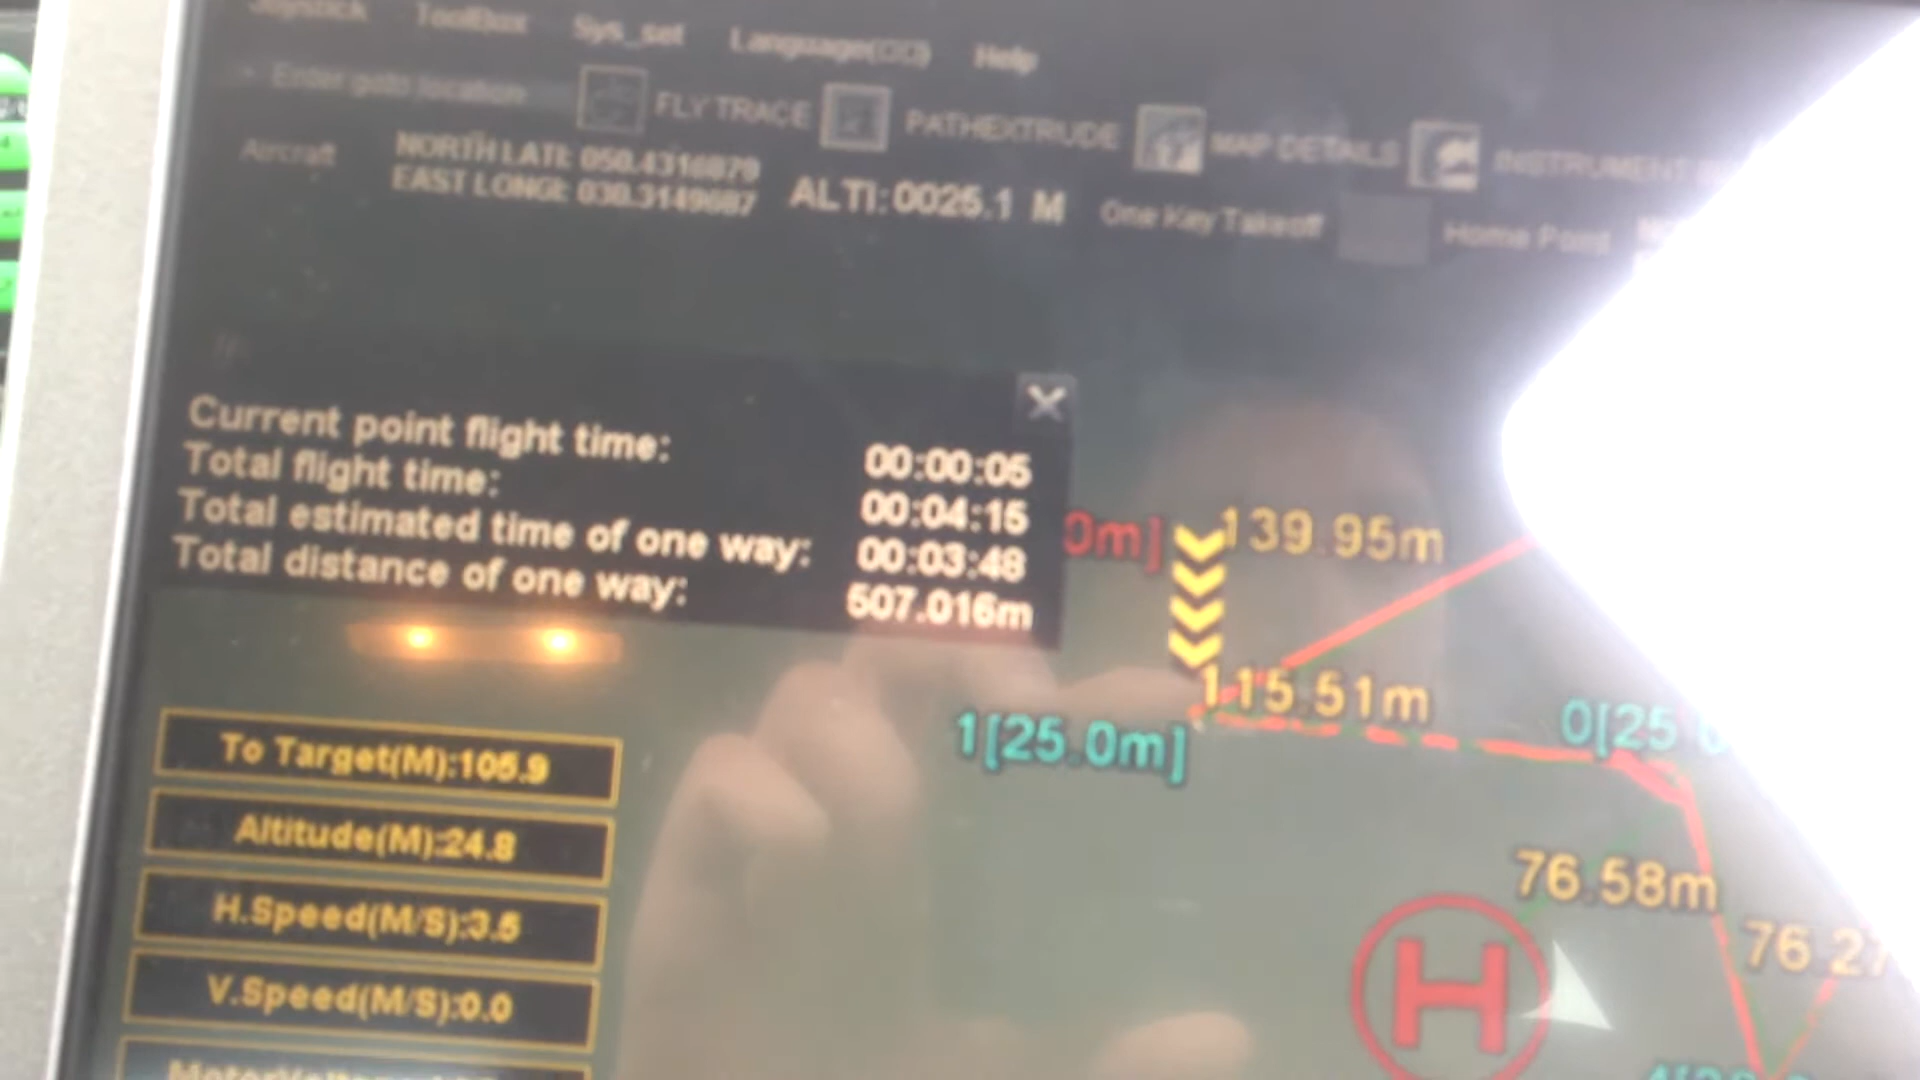 Joystick ToolBox Sys_set Language(□□) Help
Enter goto location FLY TRACE PATHEXTRUDE MAP DETAILS INSTRUMENT
Aircraft NORTH LATI: 050.4316879 ALTI:0025.1 M One Key Takeoff Home Point
EAST LONGI: 030.3149687
Current point flight time: 00:00:05
Total flight time: 00:04:15
Total estimated time of one way: 00:03:48
Total distance of one way: 507.016m
0m] 139.95m
115.51m
1[25.0m] 0[25
To Target(M):105.9
Altitude(M):24.8
H.Speed(M/S):3.5
V.Speed(M/S):0.0
76.58m
76.27
H